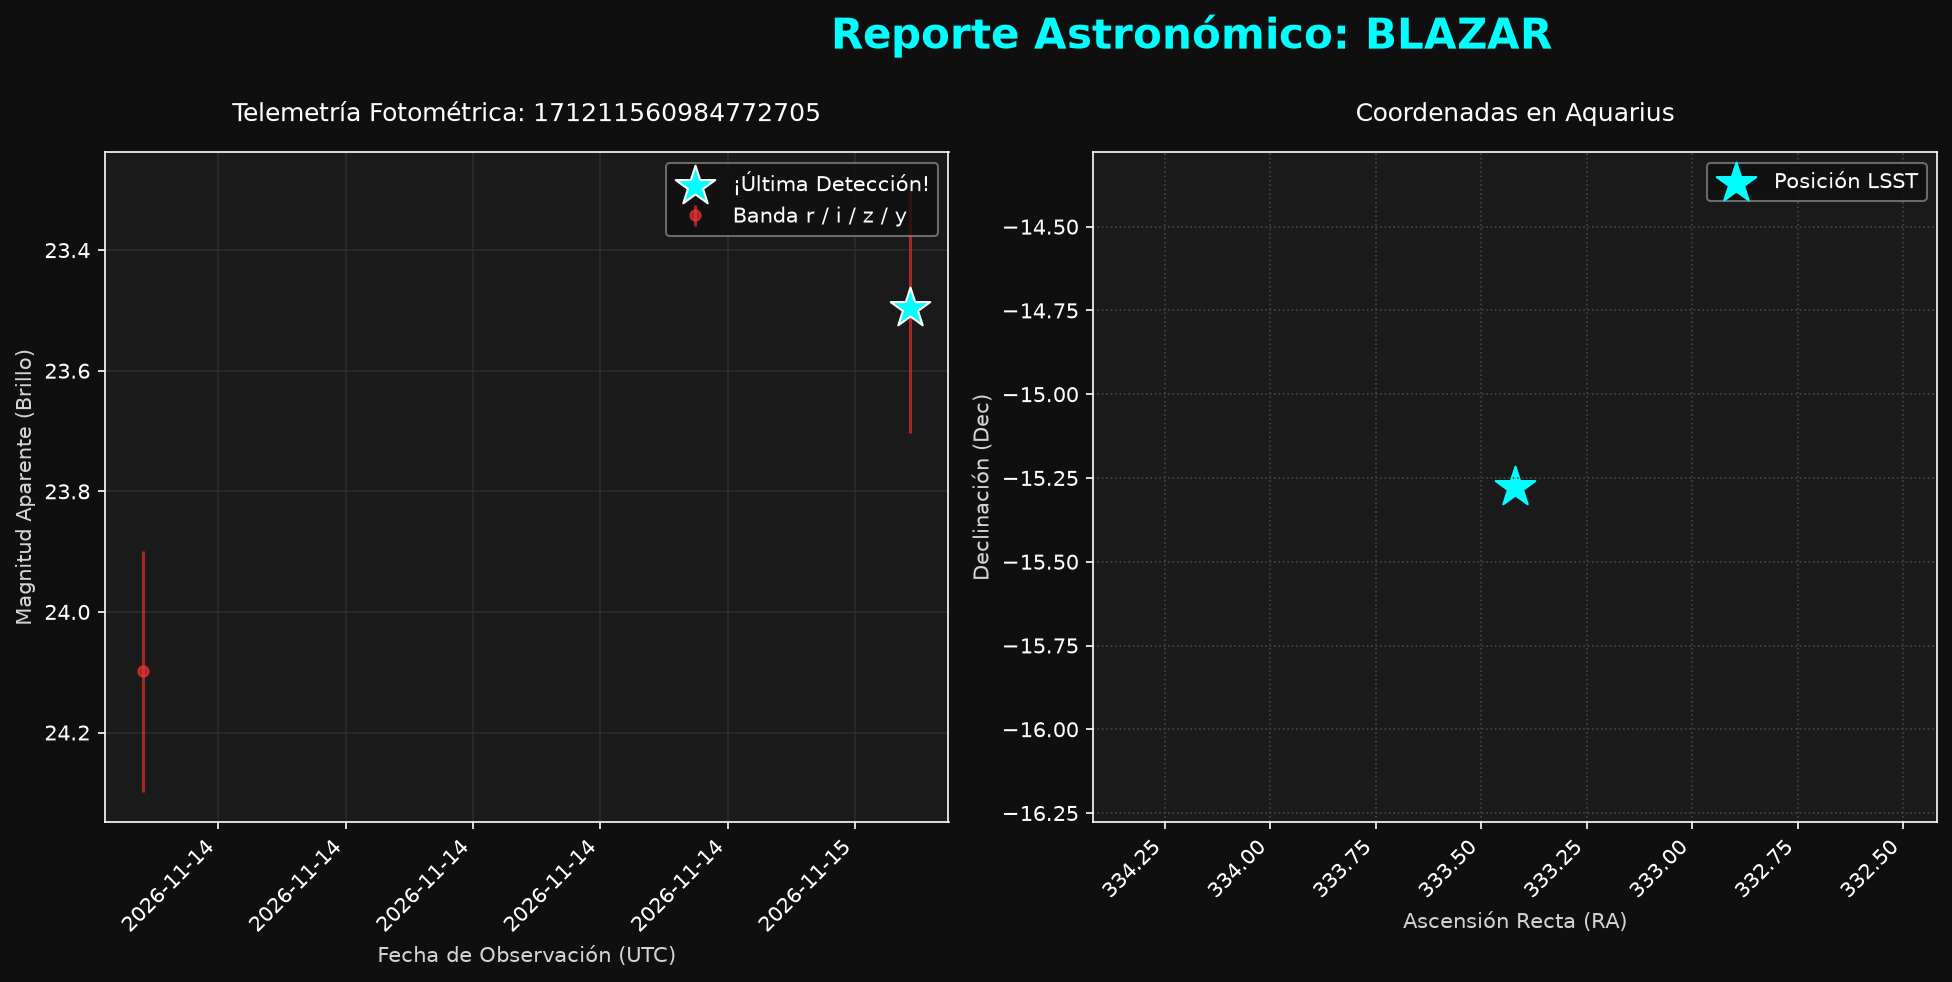 Reporte Astronómico: BLAZAR
Telemetría Fotométrica: 171211560984772705
¡Última Detección!
Banda r / i / z / y
Magnitud Aparente (Brillo)
23.4
23.6
23.8
24.0
24.2
2026-11-14
2026-11-14
2026-11-14
2026-11-14
2026-11-14
2026-11-15
Fecha de Observación (UTC)
Coordenadas en Aquarius
Posición LSST
Declinación (Dec)
−14.50
−14.75
−15.00
−15.25
−15.50
−15.75
−16.00
−16.25
334.25
334.00
333.75
333.50
333.25
333.00
332.75
332.50
Ascensión Recta (RA)